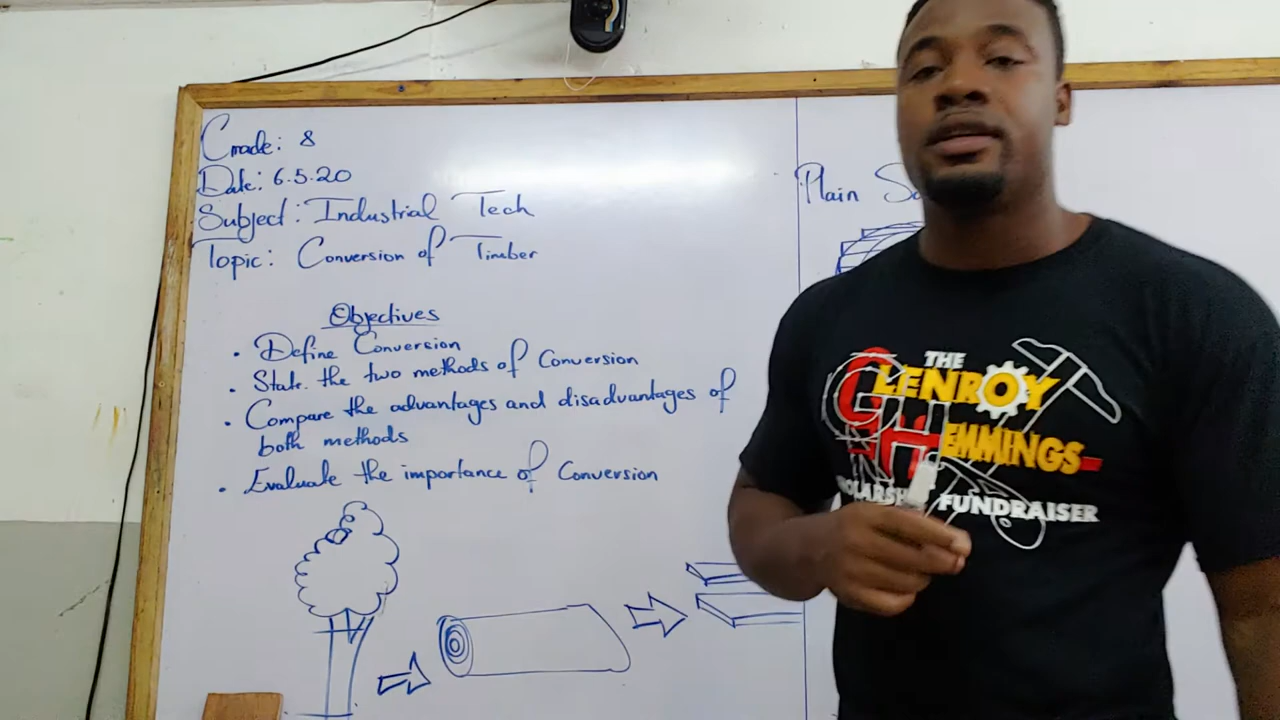 Grade: 8
Date: 6.5.20
Subject: Industrial Tech
Topic: Conversion of Timber
Objectives
• Define Conversion
• State the two methods of Conversion
• Compare the advantages and disadvantages of
both methods
• Evaluate the importance of Conversion
Plain
THE
GLENROY
HEMMINGS
FUNDRAISER